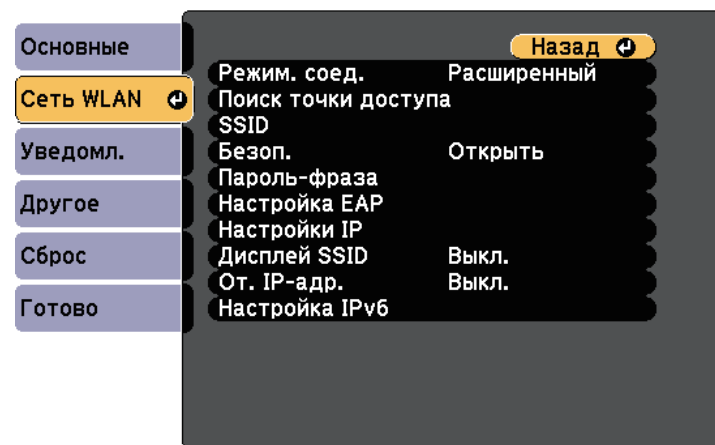 Основные
Сеть WLAN
Уведомл.
Другое
Сброс
Готово
Назад
Режим. соед. Расширенный
Поиск точки доступа
SSID
Безоп. Открыть
Пароль-фраза
Настройка EAP
Настройки IP
Дисплей SSID Выкл.
От. IP-адр. Выкл.
Настройка IPv6